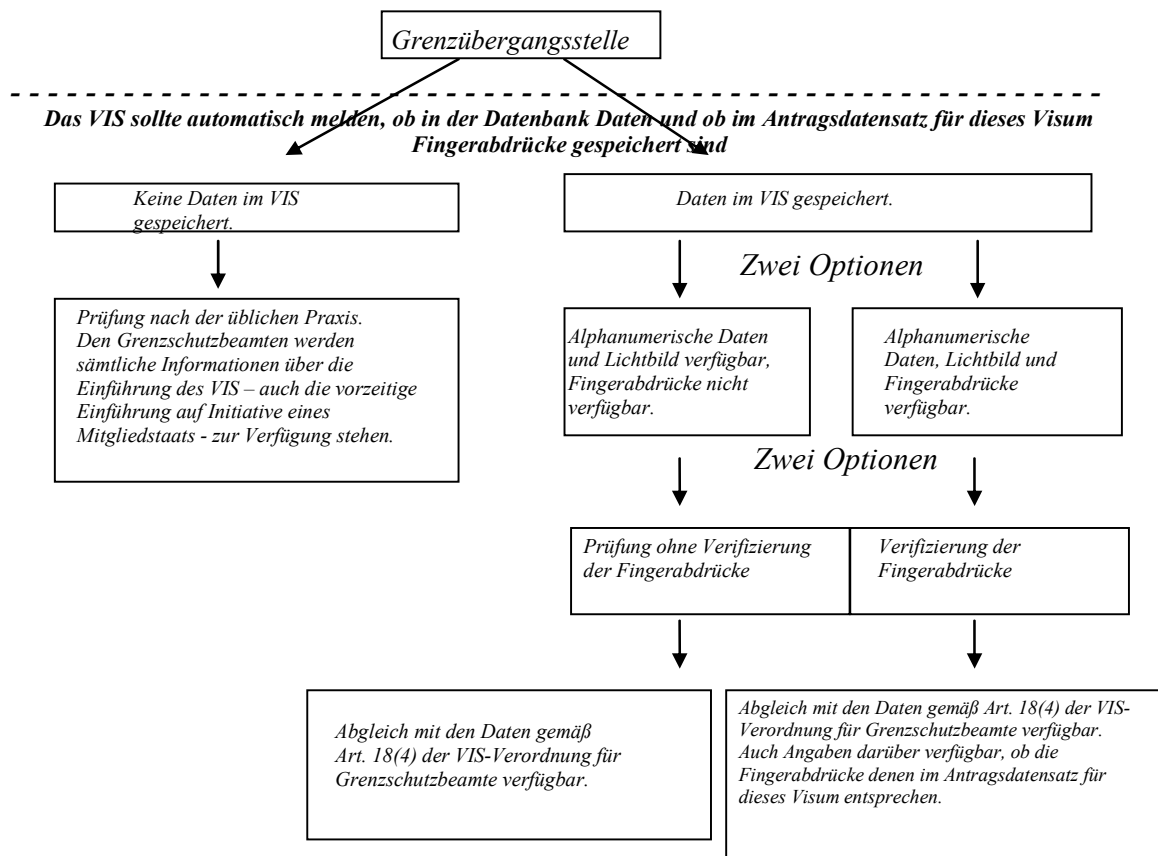 Grenzübergangsstelle
Das VIS sollte automatisch melden, ob in der Datenbank Daten und ob im Antragsdatensatz für dieses Visum
Fingerabdrücke gespeichert sind
Keine Daten im VIS
gespeichert.
Daten im VIS gespeichert.
Zwei Optionen
Prüfung nach der üblichen Praxis.
Den Grenzschutzbeamten werden
sämtliche Informationen über die
Einführung des VIS – auch die vorzeitige
Einführung auf Initiative eines
Mitgliedstaats - zur Verfügung stehen.
Alphanumerische Daten
und Lichtbild verfügbar,
Fingerabdrücke nicht
verfügbar.
Alphanumerische
Daten, Lichtbild und
Fingerabdrücke
verfügbar.
Zwei Optionen
Prüfung ohne Verifizierung
der Fingerabdrücke
Verifizierung der
Fingerabdrücke
Abgleich mit den Daten gemäß
Art. 18(4) der VIS-Verordnung für
Grenzschutzbeamte verfügbar.
Abgleich mit den Daten gemäß Art. 18(4) der VIS-
Verordnung für Grenzschutzbeamte verfügbar.
Auch Angaben darüber verfügbar, ob die
Fingerabdrücke denen im Antragsdatensatz für
dieses Visum entsprechen.